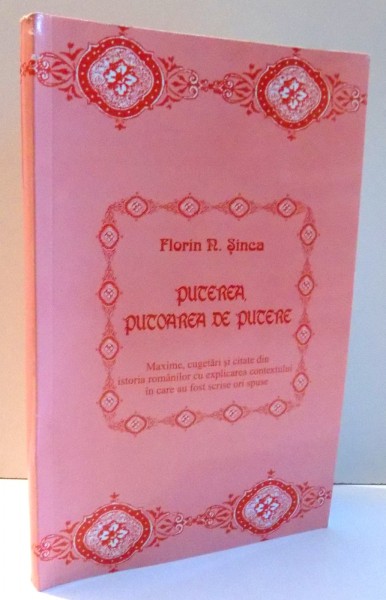 Florin N. Şinca
PUTEREA,
PUTOAREA DE PUTERE
Maxime, cugetări şi citate din
istoria românilor cu explicarea contextului
în care au fost scrise ori spuse